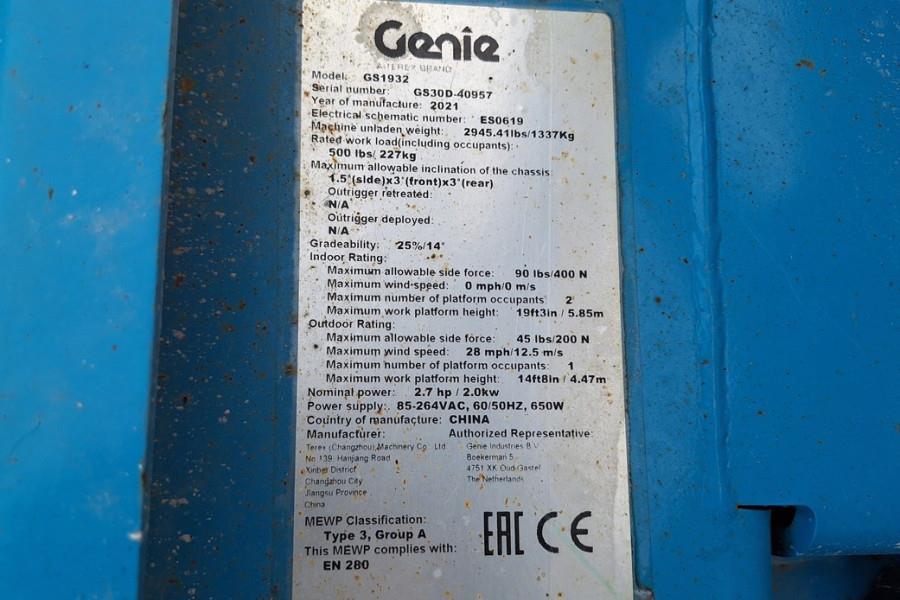 Genie
A TEREX BRAND
Model: GS1932
Serial number: GS30D-40957
Year of manufacture: 2021
Electrical schematic number: ES0619
Machine unladen weight: 2945.41lbs/1337Kg
Rated work load(including occupants):
500 lbs/ 227kg
Maximum allowable inclination of the chassis:
1.5°(side)x3°(front)x3°(rear)
Outrigger retreated:
N/A
Outrigger deployed:
N/A
Gradeability: 25%/14°
Indoor Rating:
Maximum allowable side force: 90 lbs/400 N
Maximum wind-speed: 0 mph/0 m/s
Maximum number of platform occupants: 2
Maximum work platform height: 19ft3in / 5.85m
Outdoor Rating:
Maximum allowable side force: 45 lbs/200 N
Maximum wind speed: 28 mph/12.5 m/s
Maximum number of platform occupants: 1
Maximum work platform height: 14ft8in / 4.47m
Nominal power: 2.7 hp / 2.0kw
Power supply: 85-264VAC, 60/50HZ, 650W
Country of manufacture: CHINA
Manufacturer: Authorized Representative:
Terex (Changzhou) Machinery Co. Ltd Genie Industries B.V
No.139 Hanjiang Road Boekerman 5
Xinbei District 4751 XK Oud Gastel
Changzhou City The Netherlands
Jiangsu Province
China
MEWP Classification:
Type 3, Group A
This MEWP complies with:
EN 280
EAC CE